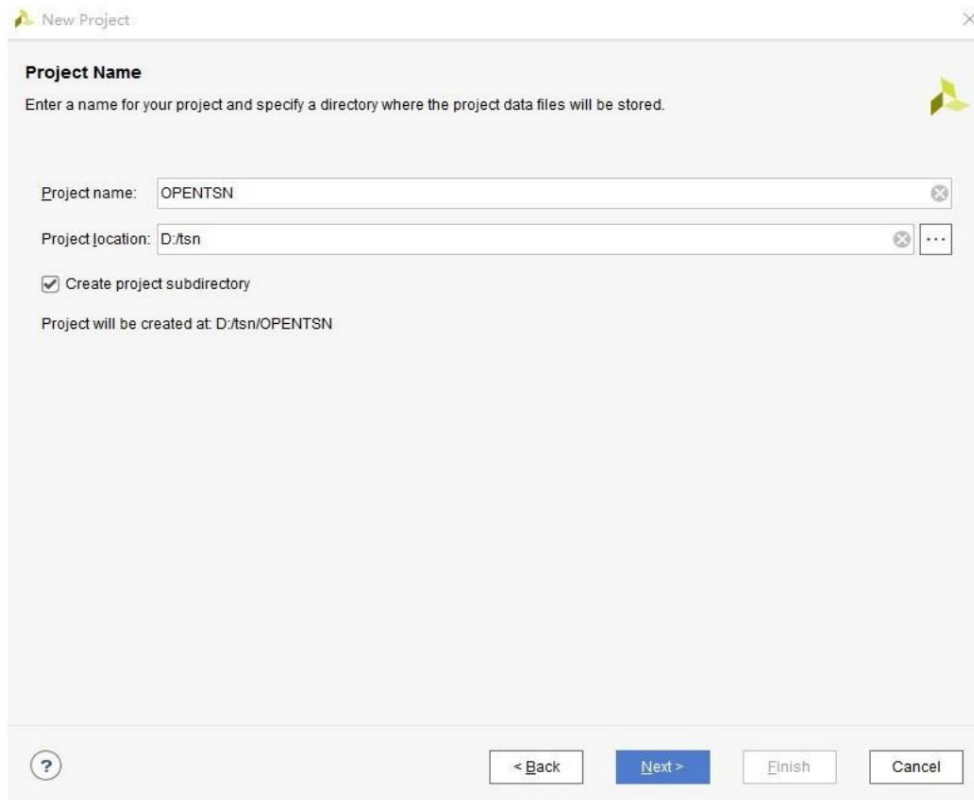 New Project
Project Name
Enter a name for your project and specify a directory where the project data files will be stored.
Project name: OPENTSN
Project location: D:/tsn ...
Create project subdirectory
Project will be created at: D:/tsn/OPENTSN
? < Back Next > Finish Cancel